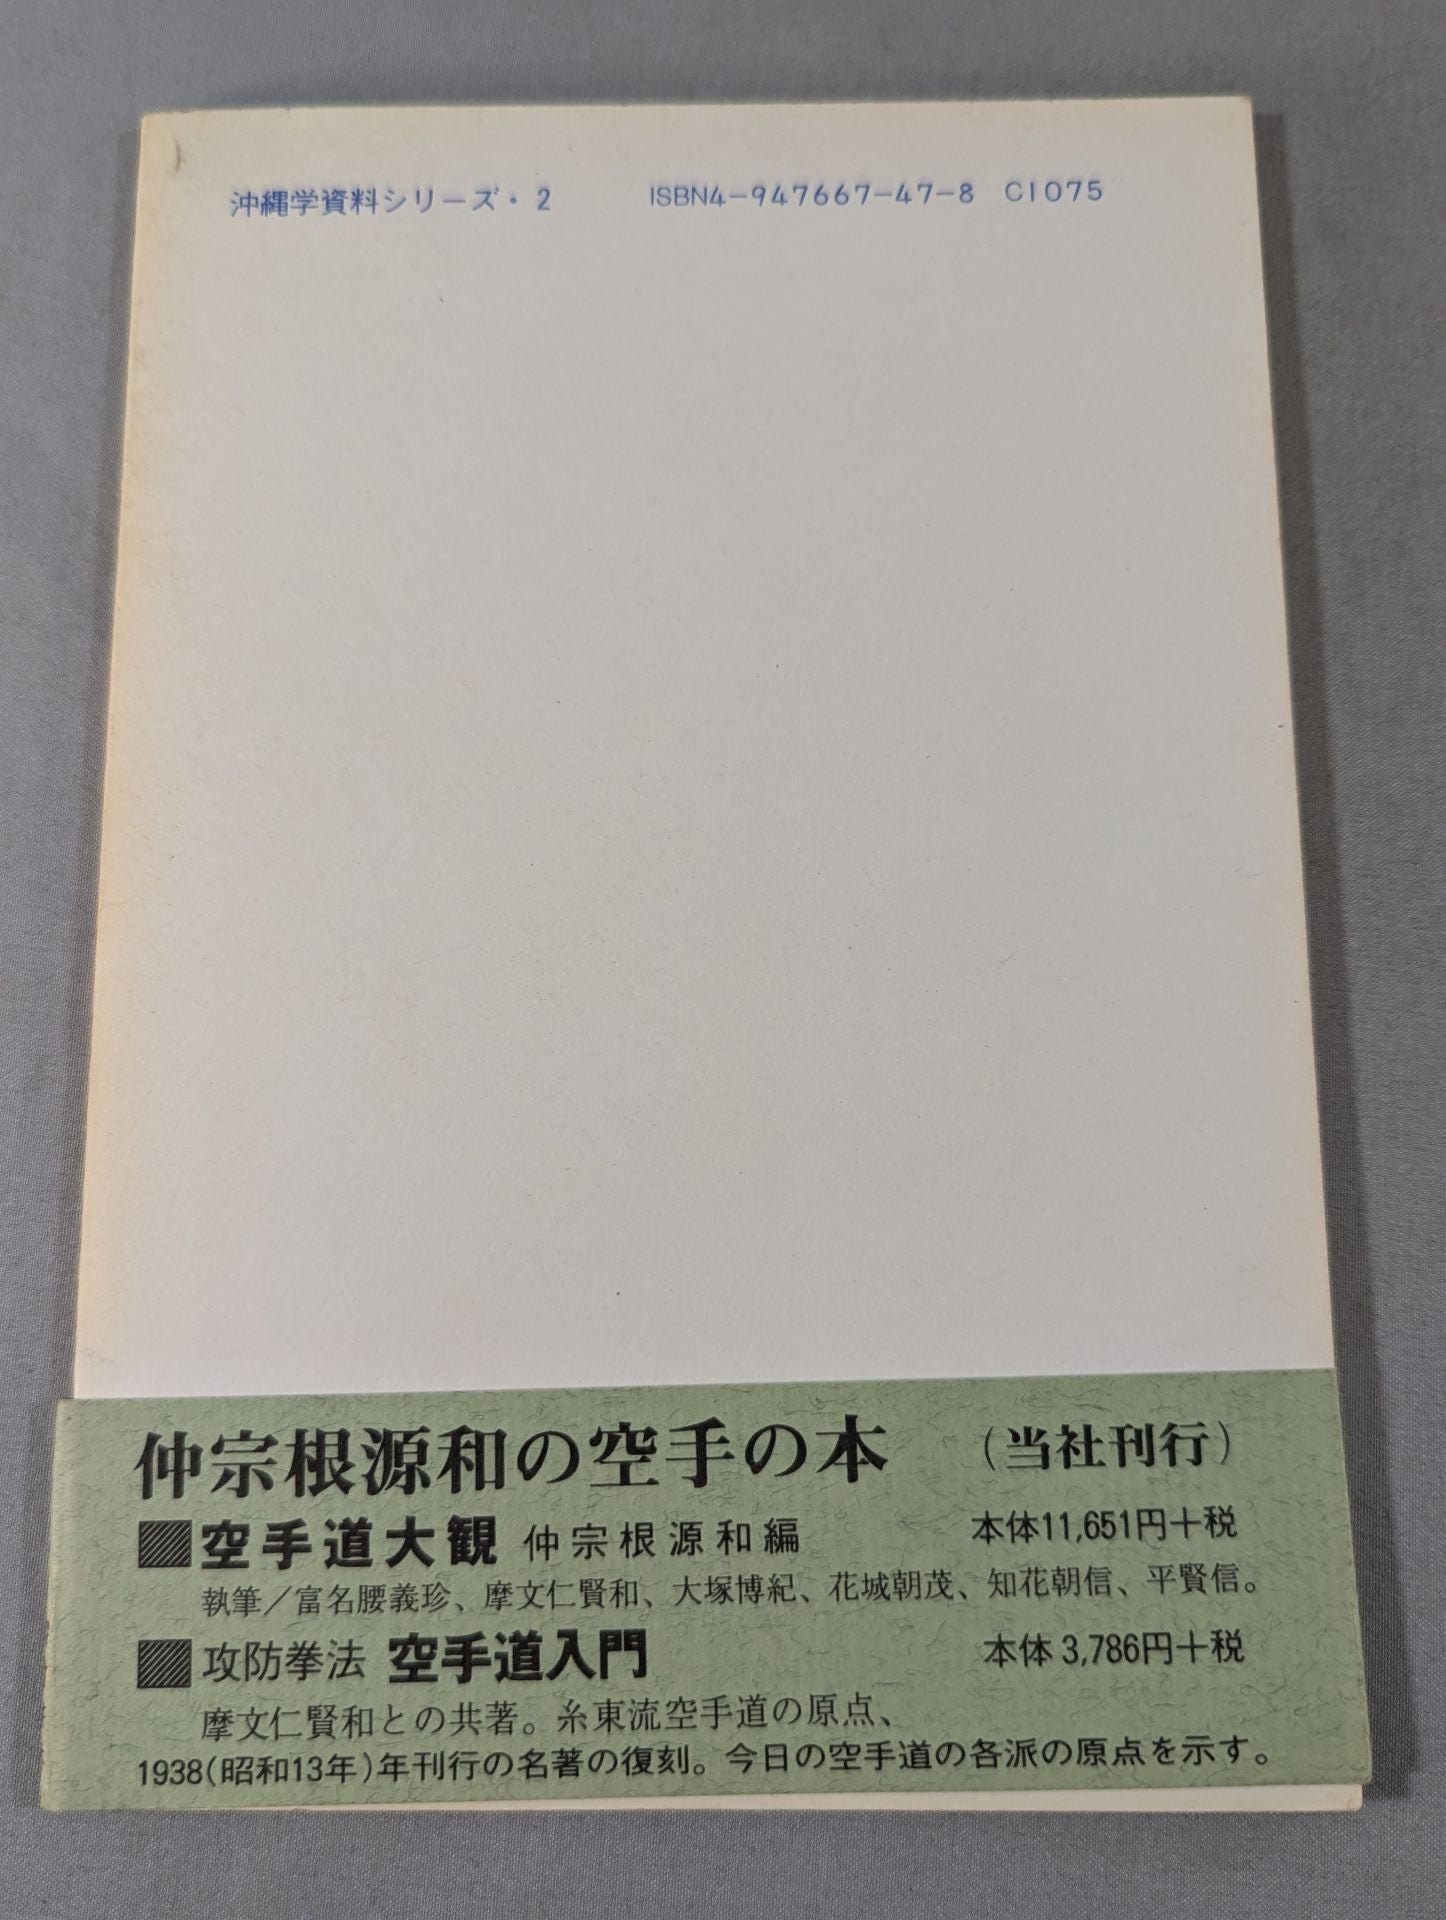 沖縄学資料シリーズ・2　ISBN4-947667-47-8　C1075
仲宗根源和の空手の本　（当社刊行）
空手道大観　仲宗根源和編　本体11,651円＋税
執筆／富名腰義珍、摩文仁賢和、大塚博紀、花城朝茂、知花朝信、平賢信。
攻防拳法　空手道入門　本体3,786円＋税
摩文仁賢和との共著。糸東流空手道の原点、
1938（昭和13年）年刊行の名著の復刻。今日の空手道の各派の原点を示す。